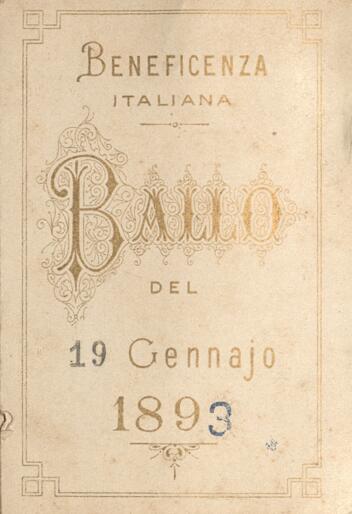 BENEFICENZA
ITALIANA
BALLO
DEL
19 Gennajo
1893